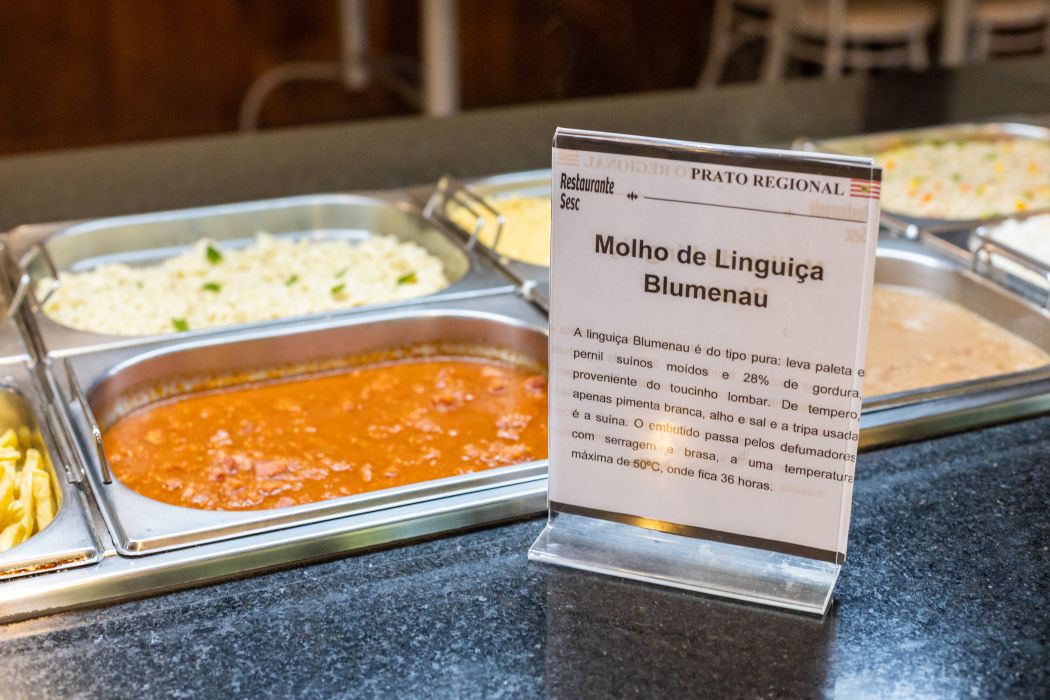 PRATO REGIONAL
Restaurante
Sesc
Molho de Linguiça
Blumenau
A linguiça Blumenau é do tipo pura: leva paleta e
pernil suínos moídos e 28% de gordura,
proveniente do toucinho lombar. De tempero,
apenas pimenta branca, alho e sal e a tripa usada
é a suína. O embutido passa pelos defumadores
com serragem e brasa, a uma temperatura
máxima de 50ºC, onde fica 36 horas.